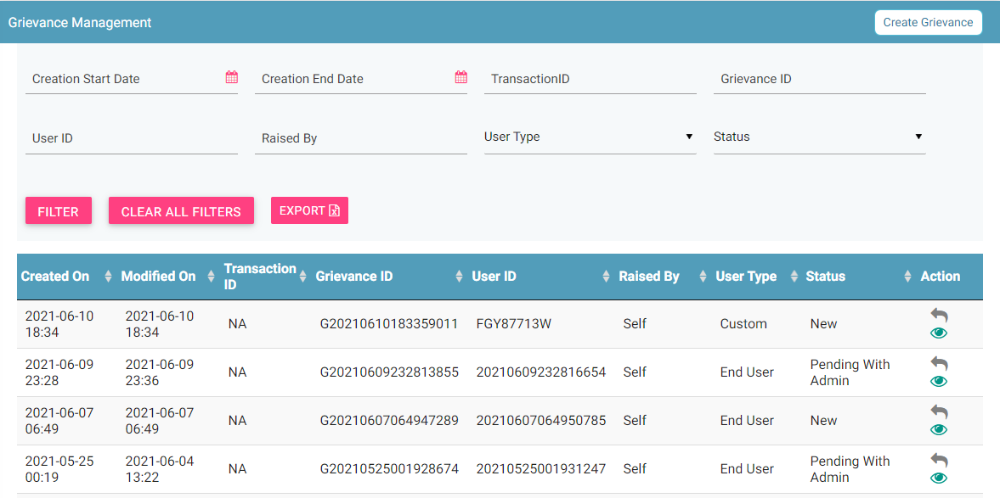 Grievance Management
Create Grievance
Creation Start Date
Creation End Date
TransactionID
Grievance ID
User ID
Raised By
User Type
Status
FILTER
CLEAR ALL FILTERS
EXPORT
Created On
Modified On
Transaction
ID
Grievance ID
User ID
Raised By
User Type
Status
Action
2021-06-10
18:34
2021-06-10
18:34
NA
G20210610183359011
FGY87713W
Self
Custom
New
2021-06-09
23:28
2021-06-09
23:36
NA
G20210609232813855
20210609232816654
Self
End User
Pending With
Admin
2021-06-07
06:49
2021-06-07
06:49
NA
G20210607064947289
20210607064950785
Self
End User
New
2021-05-25
00:19
2021-06-04
13:22
NA
G20210525001928674
20210525001931247
Self
End User
Pending With
Admin